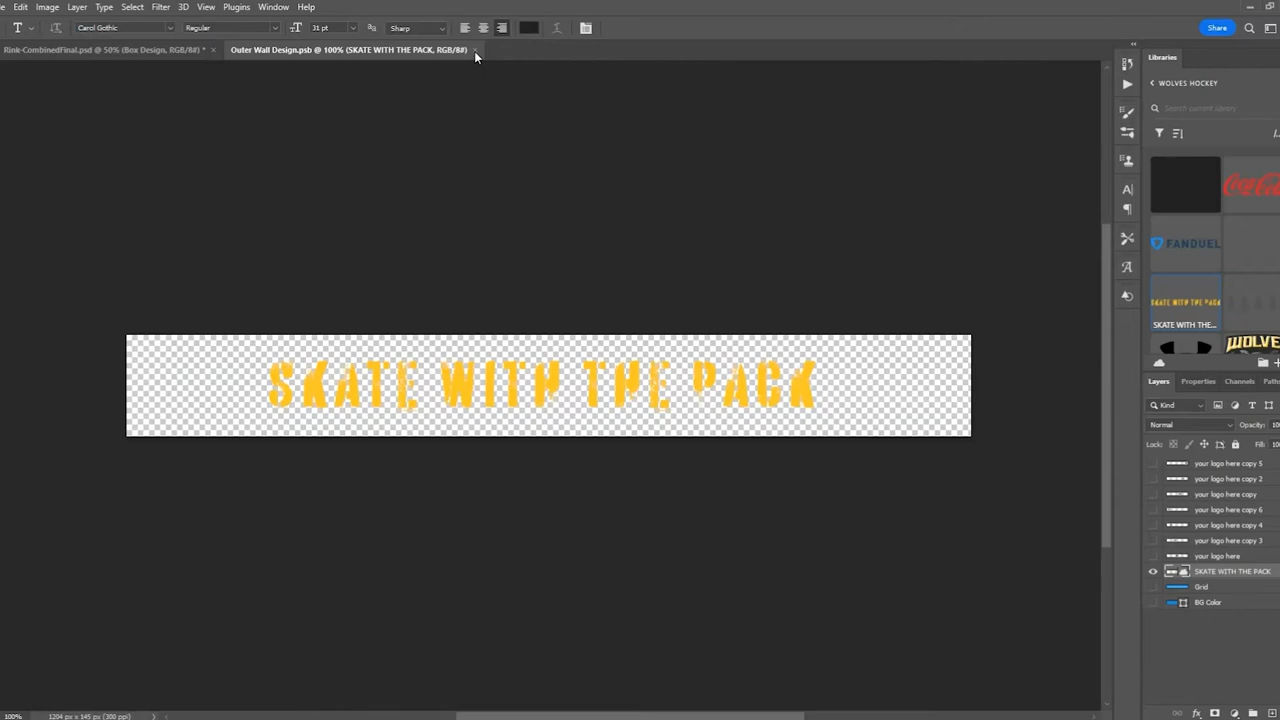 Edit Image Layer Type Select Filter 3D View Plugins Window Help
T Carol Gothic Regular 31 pt Sharp Share
Rink-CombinedFinal.psd @ 50% (Box Design, RGB/8#) * × Outer Wall Design.psb @ 100% (SKATE WITH THE PACK, RGB/8#) ×
Libraries
WOLVES HOCKEY
Search current library
Coca-Cola
FANDUEL
SKATE WITH THE PACK
SKATE WITH THE...
WOLVES
SKATE WITH THE PACK
Layers Properties Channels Paths
Kind
Normal Opacity: 100
Lock: Fill: 100
your logo here copy 5
your logo here copy 2
your logo here copy
your logo here copy 6
your logo here copy 4
your logo here copy 3
your logo here
SKATE WITH THE PACK
Grid
BG Color
100% 1204 px x 145 px (300 ppi)